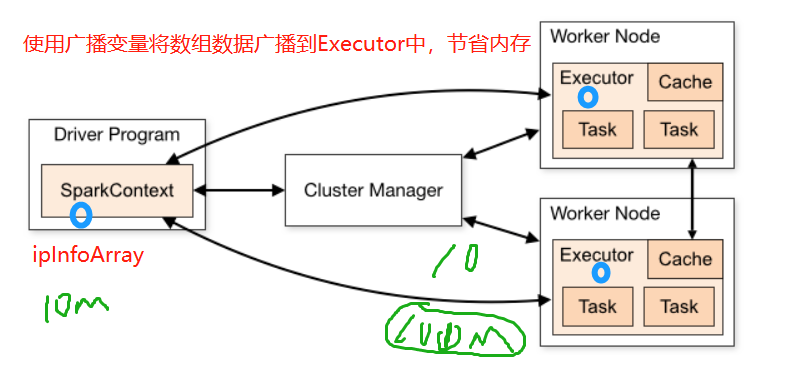 使用广播变量将数组数据广播到Executor中，节省内存
Worker Node
Executor
Cache
Task
Task
Driver Program
SparkContext
Cluster Manager
ipInfoArray
10m
10
Worker Node
Executor
Cache
Task
Task